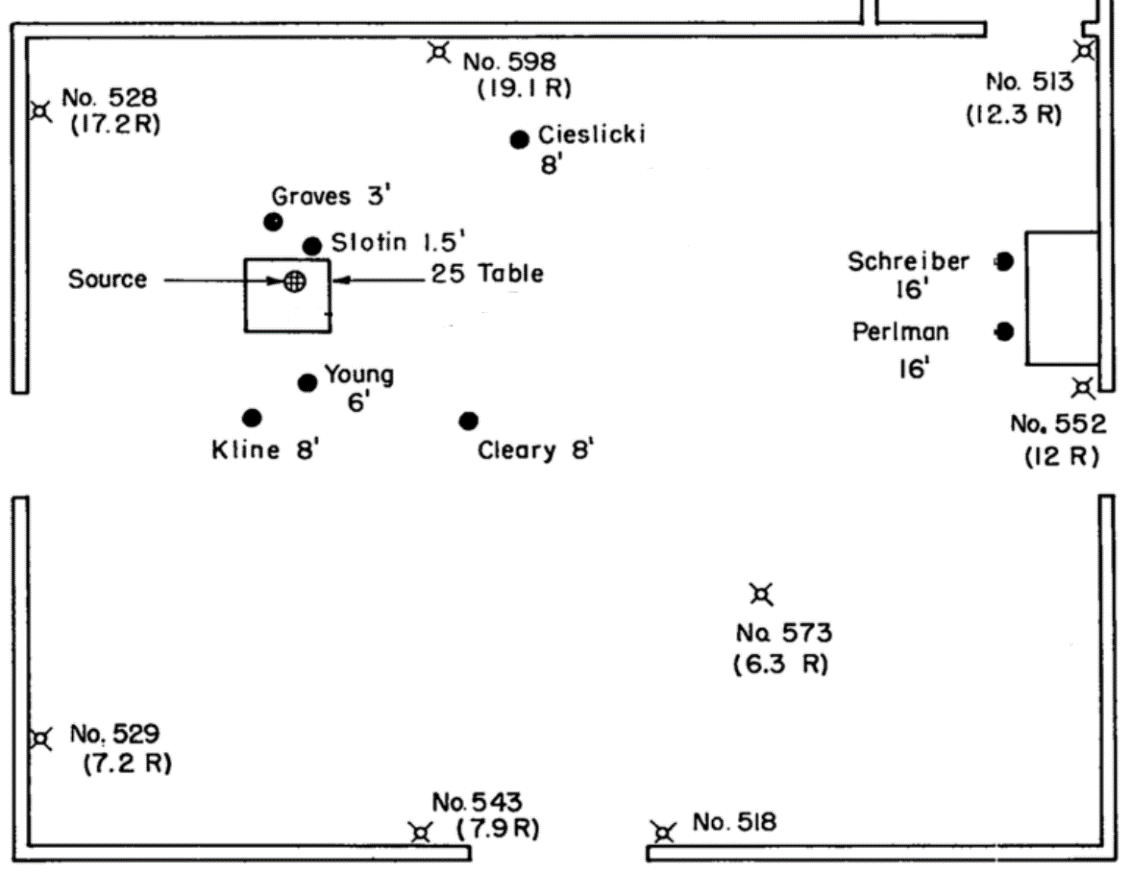 No. 598
(19.1 R)
No. 528
(17.2 R)
No. 513
(12.3 R)
Cieslicki
8'
Graves 3'
Slotin 1.5'
Source
25 Table
Schreiber
16'
Perlman
16'
Young
6'
Kline 8'
Cleary 8'
No. 552
(12 R)
No. 573
(6.3 R)
No. 529
(7.2 R)
No. 543
(7.9 R)
No. 518